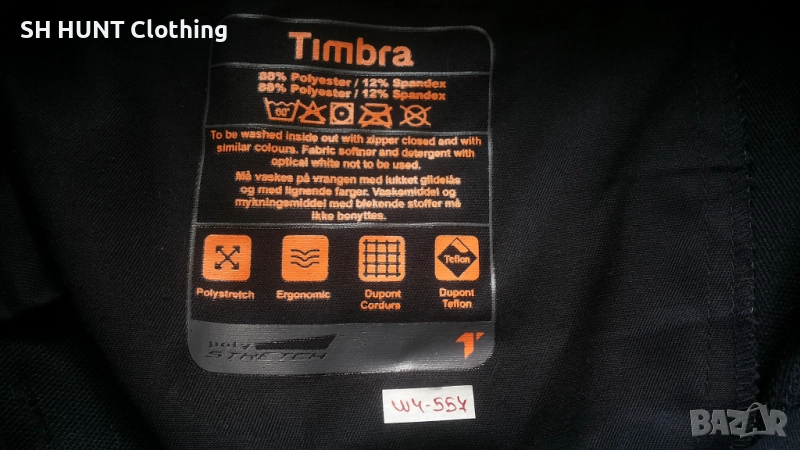 SH HUNT Clothing
Timbra
88% Polyester / 12% Spandex
88% Polyester / 12% Spandex
60°
To be washed inside out with zipper closed and with
similar colours. Fabric softner and detergent with
optical white not to be used.
Må vaskes på vrangen med lukket glidelås
og med lignende farger. Vaskemiddel og
mykningsmiddel med blekende stoffer må
ikke benyttes.
Teflon
Polystretch Ergonomic Dupont Cordura Dupont Teflon
poly
STRETCH
W4-557
BAZAR